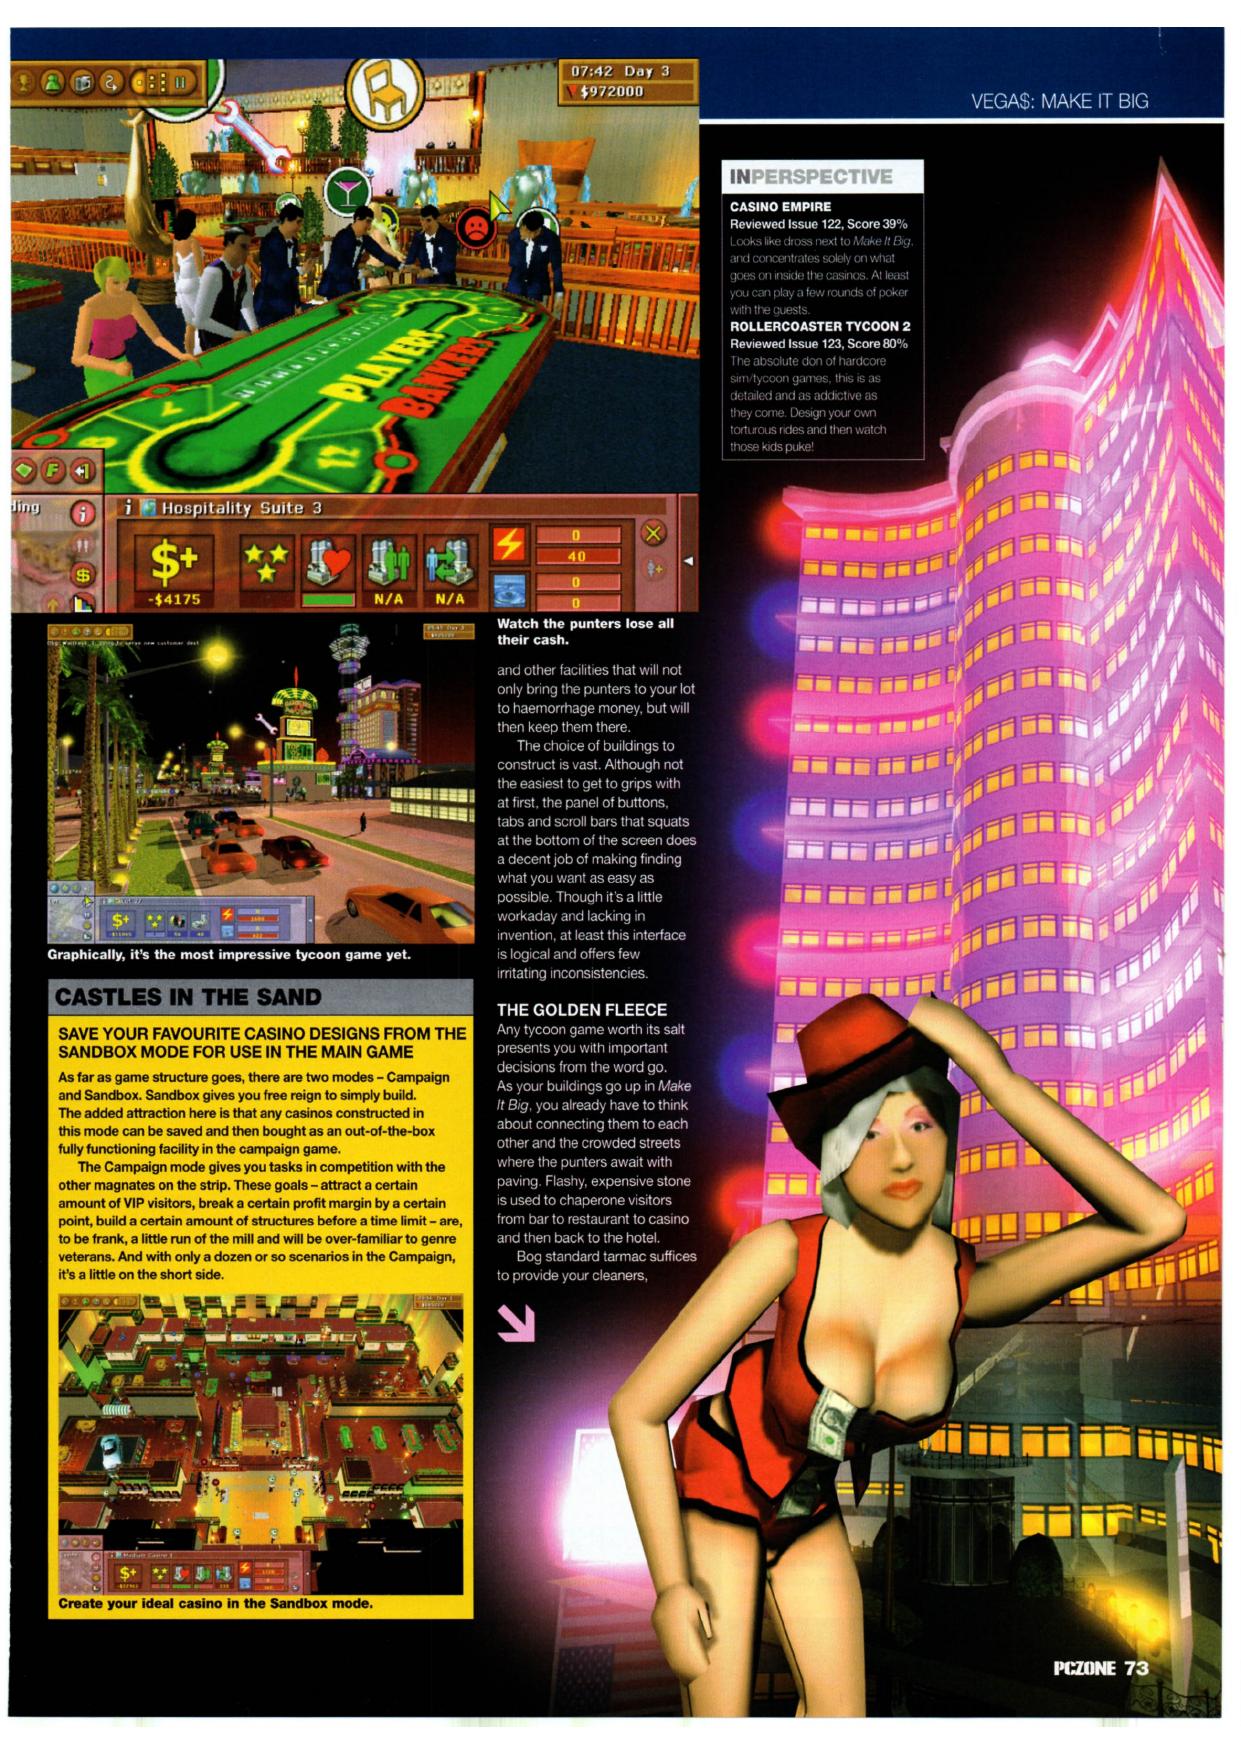 VEGA$: MAKE IT BIG
07:42 Day 3
$972000
PLAYERS
BANKERS
12
8
ding
i Hospitality Suite 3
$+
-$4175
N/A
N/A
0
40
0
0
INPERSPECTIVE
CASINO EMPIRE
Reviewed Issue 122, Score 39%
Looks like dross next to Make It Big,
and concentrates solely on what
goes on inside the casinos. At least
you can play a few rounds of poker
with the guests.
ROLLERCOASTER TYCOON 2
Reviewed Issue 123, Score 80%
The absolute don of hardcore
sim/tycoon games, this is as
detailed and as addictive as
they come. Design your own
torturous rides and then watch
those kids puke!
Graphically, it's the most impressive tycoon game yet.
CASTLES IN THE SAND
SAVE YOUR FAVOURITE CASINO DESIGNS FROM THE
SANDBOX MODE FOR USE IN THE MAIN GAME
As far as game structure goes, there are two modes – Campaign
and Sandbox. Sandbox gives you free reign to simply build.
The added attraction here is that any casinos constructed in
this mode can be saved and then bought as an out-of-the-box
fully functioning facility in the campaign game.
The Campaign mode gives you tasks in competition with the
other magnates on the strip. These goals – attract a certain
amount of VIP visitors, break a certain profit margin by a certain
point, build a certain amount of structures before a time limit – are,
to be frank, a little run of the mill and will be over-familiar to genre
veterans. And with only a dozen or so scenarios in the Campaign,
it's a little on the short side.
Medium Casino 1
Create your ideal casino in the Sandbox mode.
Watch the punters lose all
their cash.
and other facilities that will not
only bring the punters to your lot
to haemorrhage money, but will
then keep them there.
The choice of buildings to
construct is vast. Although not
the easiest to get to grips with
at first, the panel of buttons,
tabs and scroll bars that squats
at the bottom of the screen does
a decent job of making finding
what you want as easy as
possible. Though it's a little
workaday and lacking in
invention, at least this interface
is logical and offers few
irritating inconsistencies.
THE GOLDEN FLEECE
Any tycoon game worth its salt
presents you with important
decisions from the word go.
As your buildings go up in Make
It Big, you already have to think
about connecting them to each
other and the crowded streets
where the punters await with
paving. Flashy, expensive stone
is used to chaperone visitors
from bar to restaurant to casino
and then back to the hotel.
Bog standard tarmac suffices
to provide your cleaners,
PCZONE 73